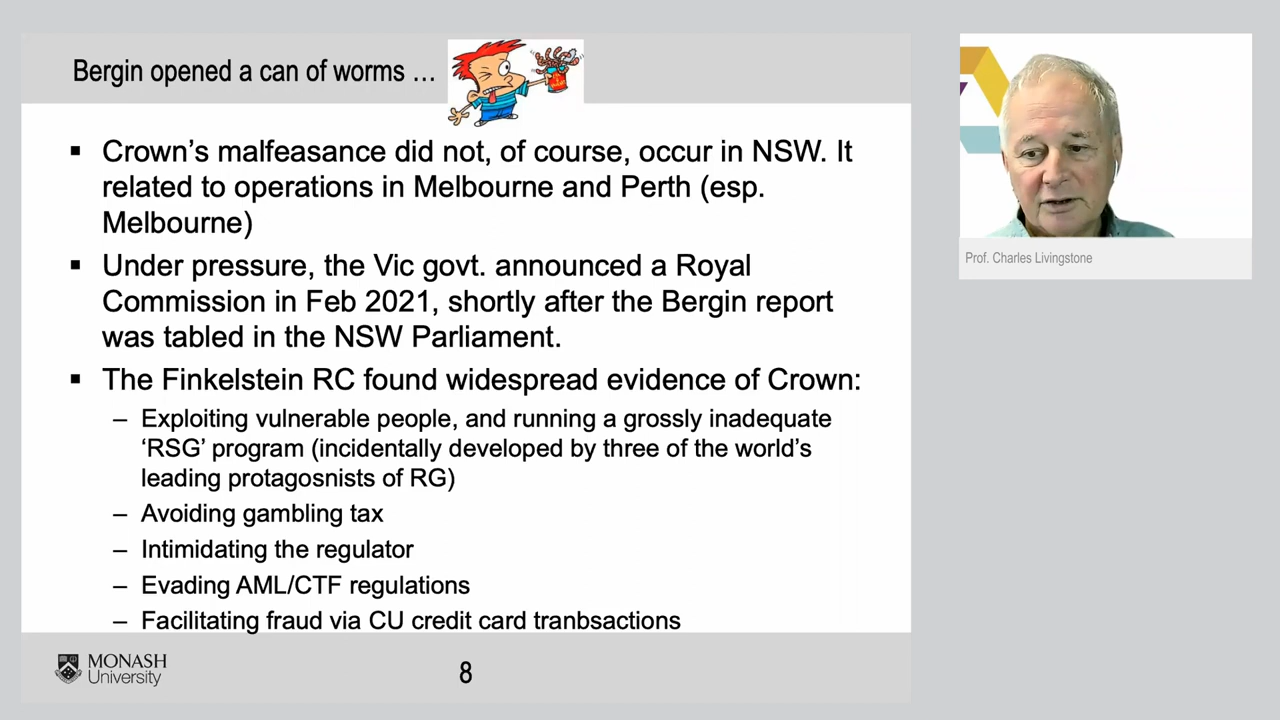 Bergin opened a can of worms …
▪ Crown’s malfeasance did not, of course, occur in NSW. It
related to operations in Melbourne and Perth (esp.
Melbourne)
▪ Under pressure, the Vic govt. announced a Royal
Commission in Feb 2021, shortly after the Bergin report
was tabled in the NSW Parliament.
▪ The Finkelstein RC found widespread evidence of Crown:
– Exploiting vulnerable people, and running a grossly inadequate
‘RSG’ program (incidentally developed by three of the world’s
leading protagosnists of RG)
– Avoiding gambling tax
– Intimidating the regulator
– Evading AML/CTF regulations
– Facilitating fraud via CU credit card tranbsactions
MONASH
University
8
Prof. Charles Livingstone